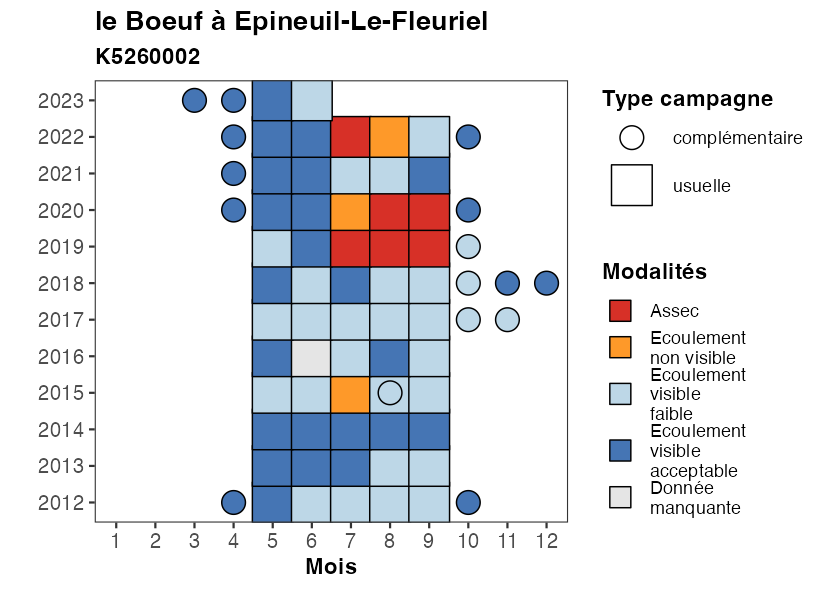 le Boeuf à Epineuil-Le-Fleuriel
K5260002
2023
2022
2021
2020
2019
2018
2017
2016
2015
2014
2013
2012
1 2 3 4 5 6 7 8 9 10 11 12
Mois
Type campagne
complémentaire
usuelle
Modalités
Assec
Ecoulement
non visible
Ecoulement
visible
faible
Ecoulement
visible
acceptable
Donnée
manquante